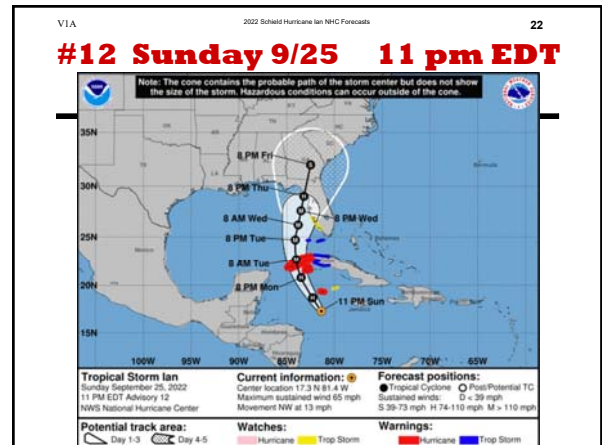 V1A 2022 Schield Hurricane Ian NHC Forecasts 22
#12 Sunday 9/25 11 pm EDT
Note: The cone contains the probable path of the storm center but does not show
the size of the storm. Hazardous conditions can occur outside of the cone.
35N
8 PM Fri
S
Bermuda
30N
8 PM Thu
H
8 AM Wed
M
8 PM Wed
M
25N
8 PM Tue
M
Mexico
8 AM Tue
M
20N
8 PM Mon
H
11 PM Sun
Jamaica
15N
100W 95W 90W 85W 80W 75W 70W 65W
Tropical Storm Ian
Sunday September 25, 2022
11 PM EDT Advisory 12
NWS National Hurricane Center
Current information:
Center location 17.3 N 81.4 W
Maximum sustained wind 65 mph
Movement NW at 13 mph
Forecast positions:
Tropical Cyclone Post/Potential TC
Sustained winds: D < 39 mph
S 39-73 mph H 74-110 mph M > 110 mph
Potential track area:
Day 1-3 Day 4-5
Watches:
Hurricane Trop Storm
Warnings:
Hurricane Trop Storm